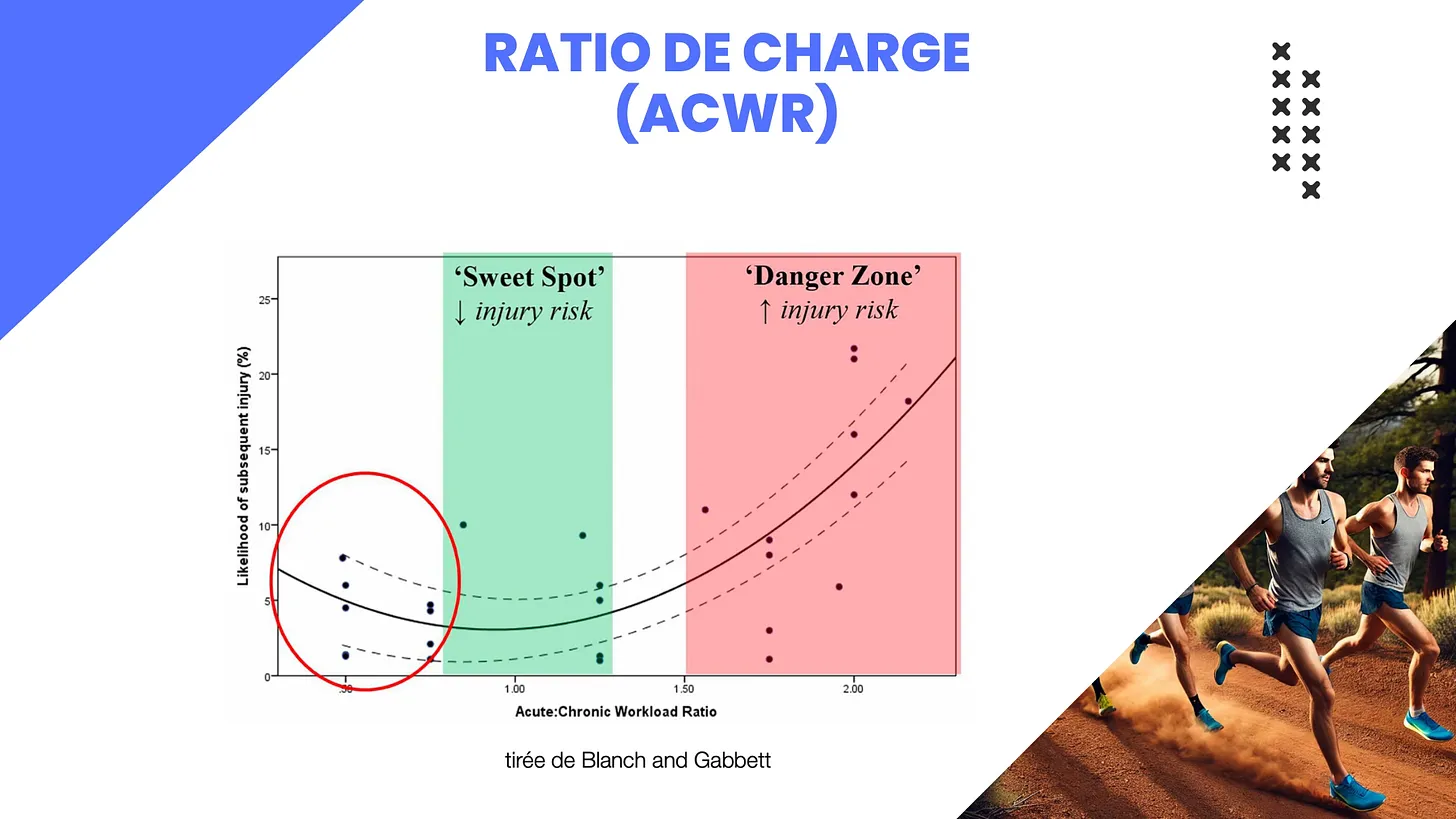 RATIO DE CHARGE
(ACWR)
‘Sweet Spot’
↓ injury risk
‘Danger Zone’
↑ injury risk
Likelihood of subsequent injury (%)
25
20
15
10
5
0
.50
1.00
1.50
2.00
Acute:Chronic Workload Ratio
tirée de Blanch and Gabbett